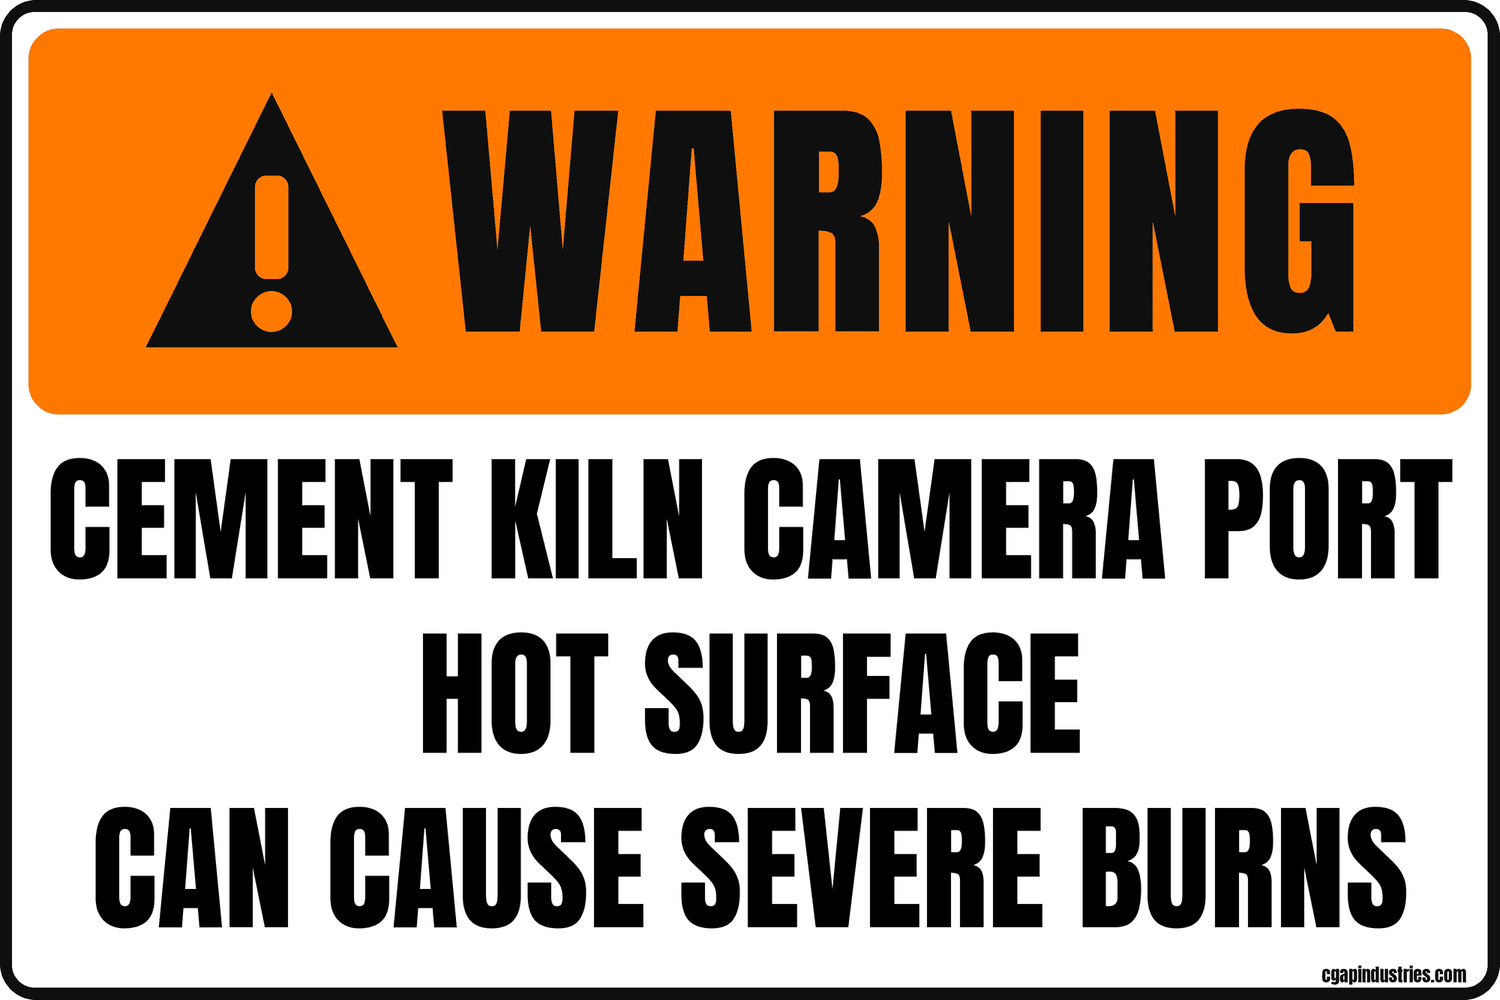 WARNING
CEMENT KILN CAMERA PORT
HOT SURFACE
CAN CAUSE SEVERE BURNS
cgapindustries.com